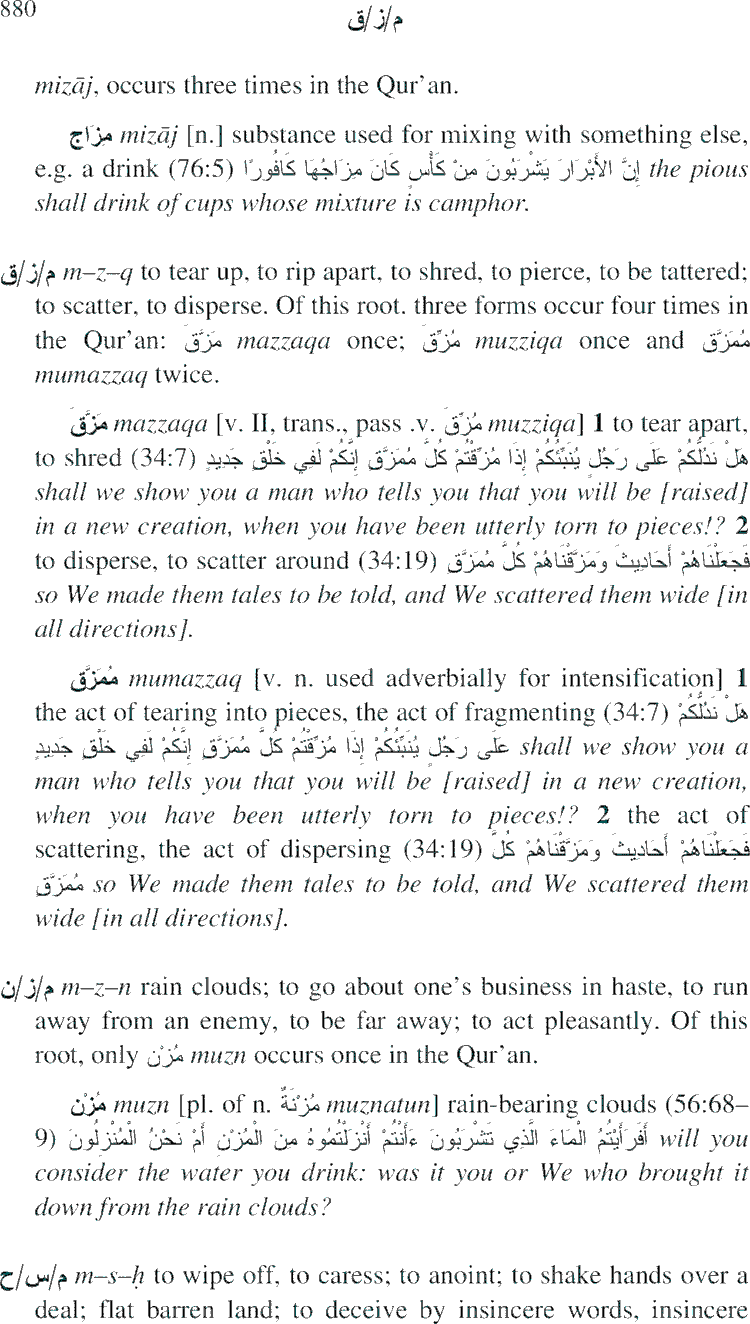 880
م/ز/ق
mizāj, occurs three times in the Qur’an.
مِزَاج mizāj [n.] substance used for mixing with something else,
e.g. a drink (76:5) إِنَّ الأَبْرَارَ يَشْرَبُونَ مِنْ كَأْسٍ كَانَ مِزَاجُهَا كَافُورًا the pious
shall drink of cups whose mixture is camphor.
م/ز/ق m–z–q to tear up, to rip apart, to shred, to pierce, to be tattered;
to scatter, to disperse. Of this root. three forms occur four times in
the Qur’an: مَزَّقَ mazzaqa once; مُزِّقَ muzziqa once and مُمَزَّق
mumazzaq twice.
مَزَّقَ mazzaqa [v. II, trans., pass .v. مُزِّقَ muzziqa] 1 to tear apart,
to shred (34:7) هَلْ نَدُلُّكُمْ عَلَى رَجُلٍ يُنَبِّئُكُمْ إِذَا مُزِّقْتُمْ كُلَّ مُمَزَّقٍ إِنَّكُمْ لَفِي خَلْقٍ جَدِيدٍ
shall we show you a man who tells you that you will be [raised]
in a new creation, when you have been utterly torn to pieces!? 2
to disperse, to scatter around (34:19) فَجَعَلْنَاهُمْ أَحَادِيثَ وَمَزَّقْنَاهُمْ كُلَّ مُمَزَّقٍ
so We made them tales to be told, and We scattered them wide [in
all directions].
مُمَزَّق mumazzaq [v. n. used adverbially for intensification] 1
the act of tearing into pieces, the act of fragmenting (34:7) هَلْ نَدُلُّكُمْ
عَلَى رَجُلٍ يُنَبِّئُكُمْ إِذَا مُزِّقْتُمْ كُلَّ مُمَزَّقٍ إِنَّكُمْ لَفِي خَلْقٍ جَدِيدٍ shall we show you a
man who tells you that you will be [raised] in a new creation,
when you have been utterly torn to pieces!? 2 the act of
scattering, the act of dispersing (34:19) فَجَعَلْنَاهُمْ أَحَادِيثَ وَمَزَّقْنَاهُمْ كُلَّ
مُمَزَّقٍ so We made them tales to be told, and We scattered them
wide [in all directions].
م/ز/ن m–z–n rain clouds; to go about one’s business in haste, to run
away from an enemy, to be far away; to act pleasantly. Of this
root, only مُزْن muzn occurs once in the Qur’an.
مُزْن muzn [pl. of n. مُزْنَةٌ muznatun] rain-bearing clouds (56:68–
9) أَفَرَأَيْتُمُ الْمَاءَ الَّذِي تَشْرَبُونَ ءَأَنْتُمْ أَنْزَلْتُمُوهُ مِنَ الْمُزْنِ أَمْ نَحْنُ الْمُنْزِلُونَ will you
consider the water you drink: was it you or We who brought it
down from the rain clouds?
م/س/ح m–s–ḥ to wipe off, to caress; to anoint; to shake hands over a
deal; flat barren land; to deceive by insincere words, insincere